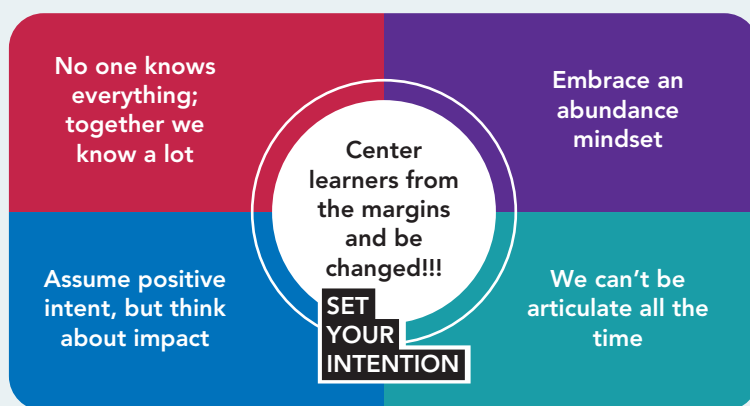 No one knows
everything;
together we
know a lot
Embrace an
abundance
mindset
Center
learners from
the margins
and be
changed!!!
Assume positive
intent, but think
about impact
We can’t be
articulate all the
time
SET
YOUR
INTENTION